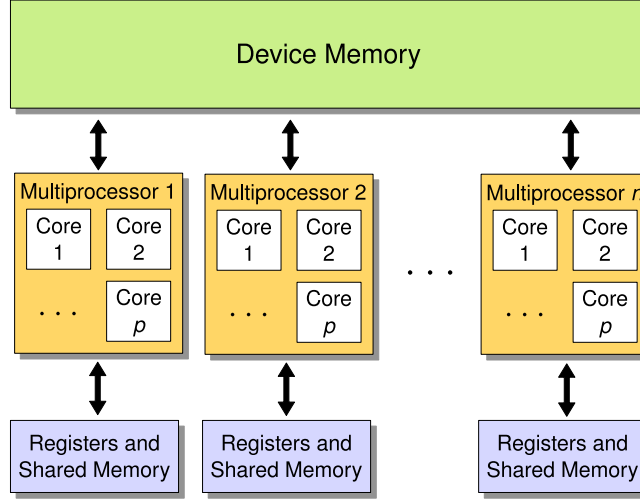 Device Memory
Multiprocessor 1
Core
1
Core
2
. . .
Core
p
Multiprocessor 2
Core
1
Core
2
. . .
Core
p
. . .
Multiprocessor n
Core
1
Core
2
. . .
Core
p
Registers and
Shared Memory
Registers and
Shared Memory
Registers and
Shared Memory